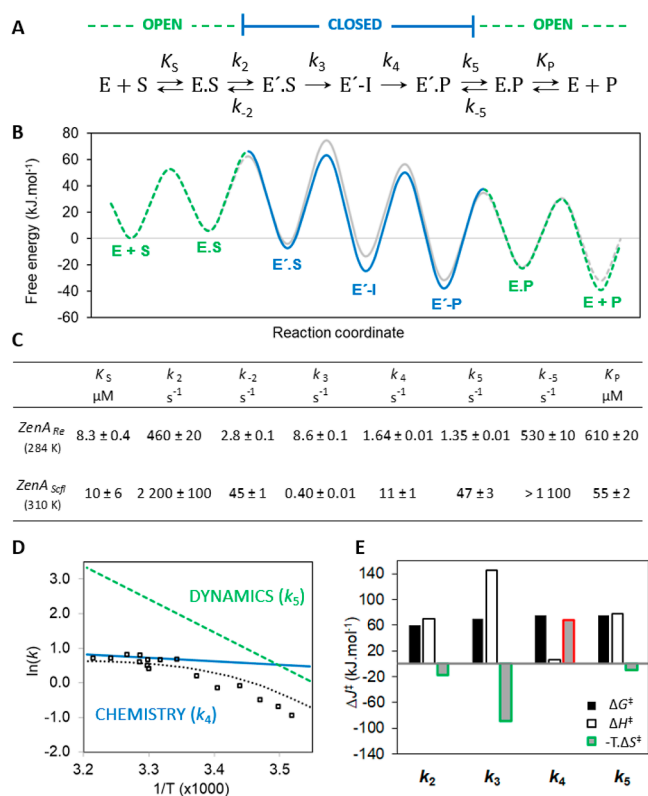 A
OPEN CLOSED OPEN
K_S k_2 k_3 k_4 k_5 K_P
E + S ⇌ E.S ⇌ E´.S → E´-I → E´.P ⇌ E.P ⇌ E + P
k_-2 k_-5
B
Free energy (kJ.mol⁻¹)
80
60
40
20
0
-20
-40
-60
E + S
E.S
E´.S
E´-I
E´-P
E.P
E + P
Reaction coordinate
C
K_S k_2 k_-2 k_3 k_4 k_5 k_-5 K_P
µM s⁻¹ s⁻¹ s⁻¹ s⁻¹ s⁻¹ s⁻¹ µM
ZenA_Re 8.3 ± 0.4 460 ± 20 2.8 ± 0.1 8.6 ± 0.1 1.64 ± 0.01 1.35 ± 0.01 530 ± 10 610 ± 20
(284 K)
ZenA_Scfl 10 ± 6 2 200 ± 100 45 ± 1 0.40 ± 0.01 11 ± 1 47 ± 3 > 1 100 55 ± 2
(310 K)
D
ln(k)
3.0
2.0
1.0
0.0
-1.0
-2.0
DYNAMICS (k_5)
CHEMISTRY (k_4)
3.2 3.3 3.4 3.5
1/T (×1000)
E
ΔJ‡ (kJ.mol⁻¹)
140
100
60
20
-20
-60
-100
-140
ΔG‡
ΔH‡
-T.ΔS‡
k_2 k_3 k_4 k_5